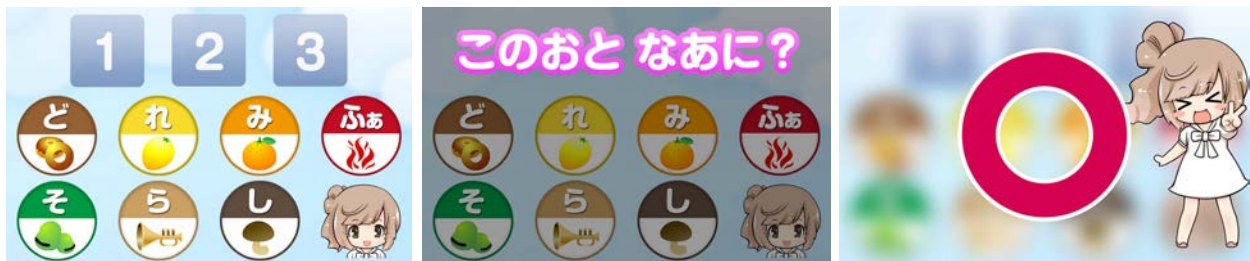 1 2 3
ど れ み ふぁ
そ ら し
このおと なあに？
ど れ み ふぁ
そ ら し